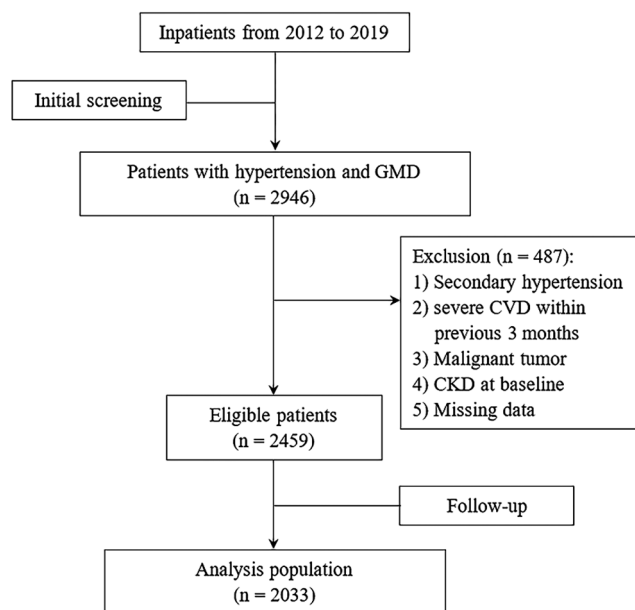 Inpatients from 2012 to 2019
Initial screening
Patients with hypertension and GMD
(n = 2946)
Exclusion (n = 487):
1) Secondary hypertension
2) severe CVD within
previous 3 months
3) Malignant tumor
4) CKD at baseline
5) Missing data
Eligible patients
(n = 2459)
Follow-up
Analysis population
(n = 2033)